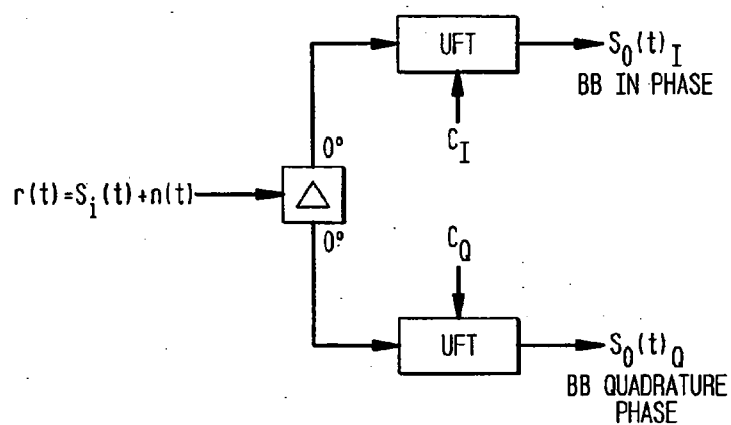 UFT
S₀(t)I
BB IN PHASE
CI
0°
r(t)=Si(t)+n(t)
0°
CQ
UFT
S₀(t)Q
BB QUADRATURE
PHASE